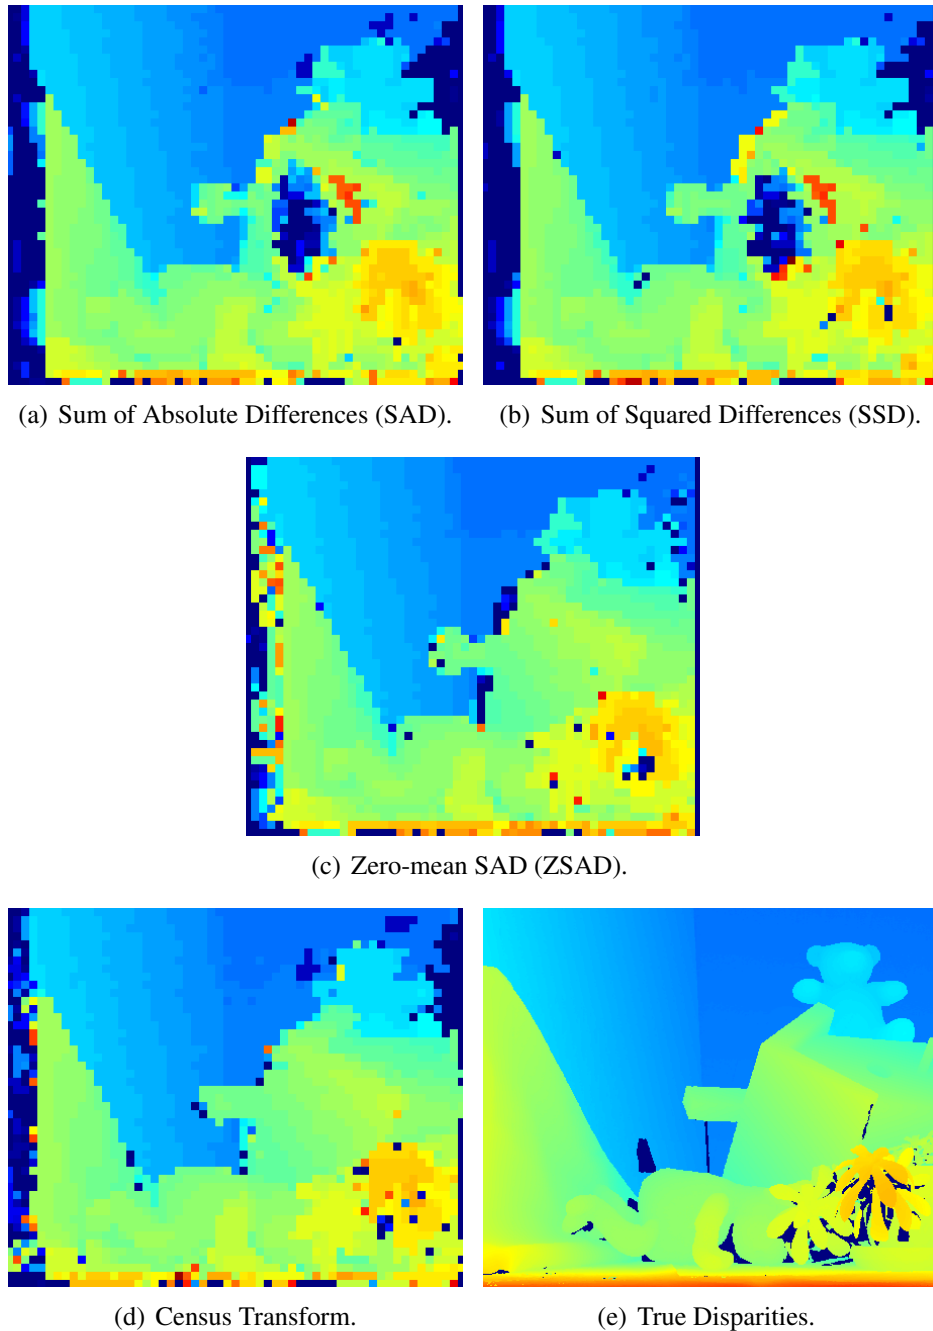 (a) Sum of Absolute Differences (SAD).
(b) Sum of Squared Differences (SSD).
(c) Zero-mean SAD (ZSAD).
(d) Census Transform.
(e) True Disparities.